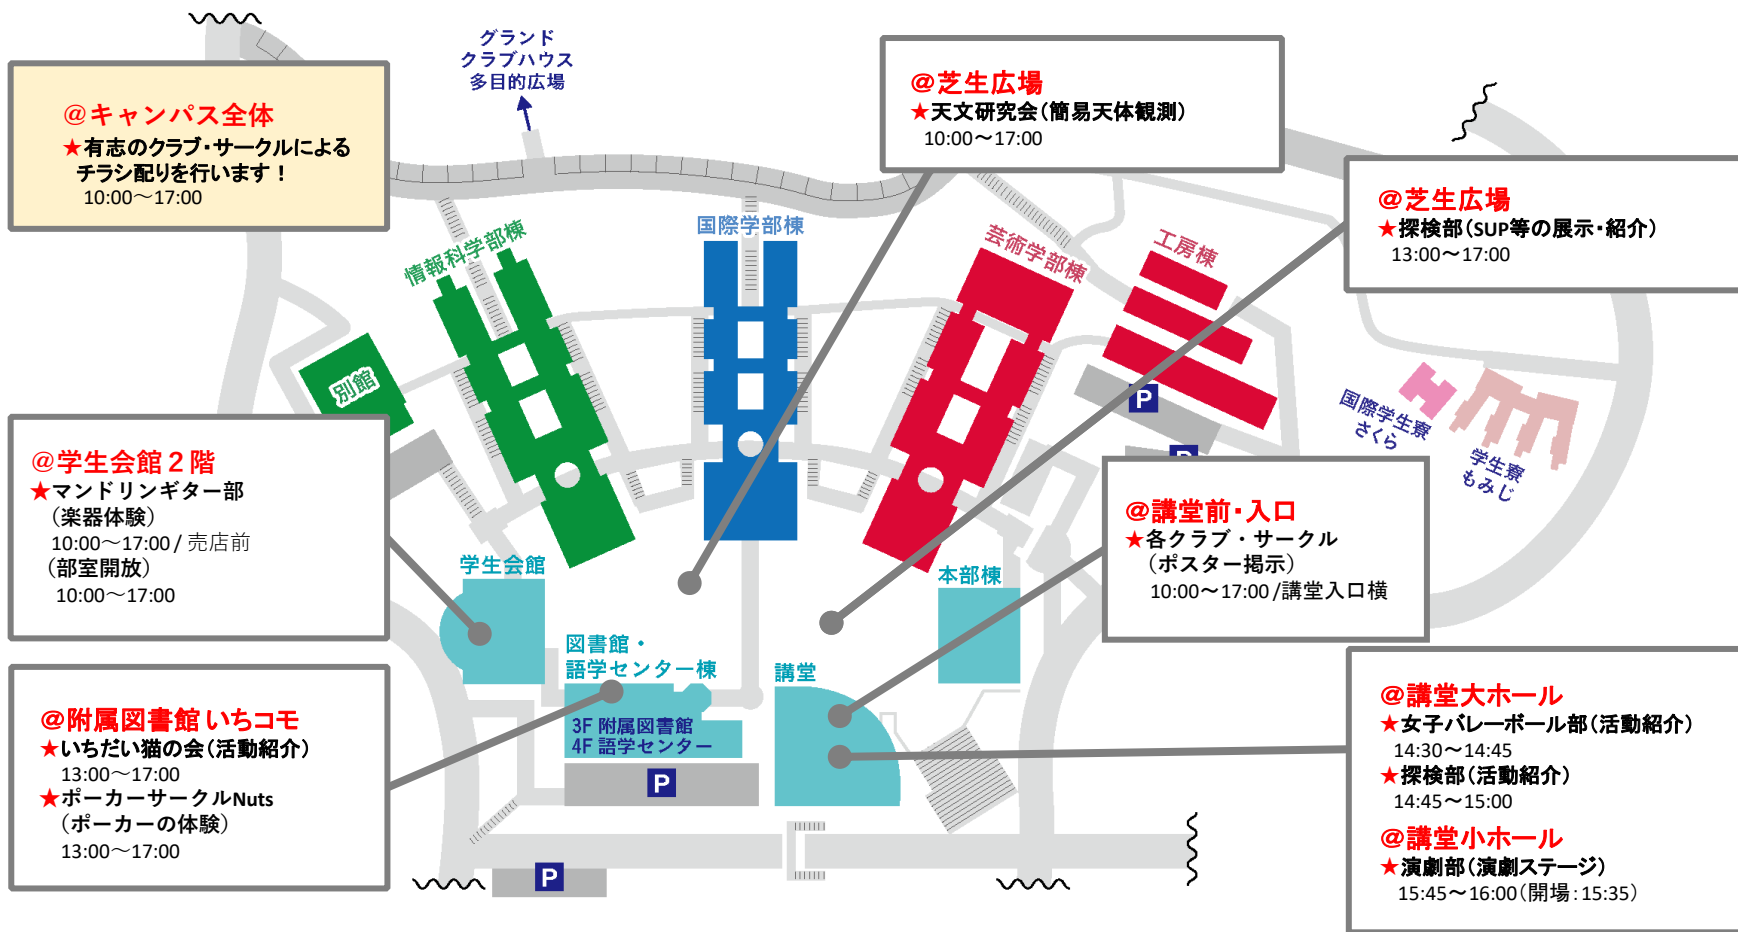 グランド
クラブハウス
多目的広場
@キャンパス全体
★有志のクラブ・サークルによる
チラシ配りを行います！
10:00～17:00
@芝生広場
★天文研究会(簡易天体観測)
10:00～17:00
@芝生広場
★探検部(SUP等の展示・紹介)
13:00～17:00
情報科学部棟
国際学部棟
芸術学部棟
工房棟
別館
P
国際学生寮
さくら
学生寮
もみじ
@学生会館２階
★マンドリンギター部
(楽器体験)
10:00～17:00 / 売店前
(部室開放)
10:00～17:00
@講堂前・入口
★各クラブ・サークル
(ポスター掲示)
10:00～17:00 /講堂入口横
学生会館
本部棟
図書館・
語学センター棟
講堂
3F 附属図書館
4F 語学センター
P
@附属図書館 いちコモ
★いちだい猫の会(活動紹介)
13:00～17:00
★ポーカーサークルNuts
(ポーカーの体験)
13:00～17:00
@講堂大ホール
★女子バレーボール部(活動紹介)
14:30～14:45
★探検部(活動紹介)
14:45～15:00
@講堂小ホール
★演劇部(演劇ステージ)
15:45～16:00(開場:15:35)
P